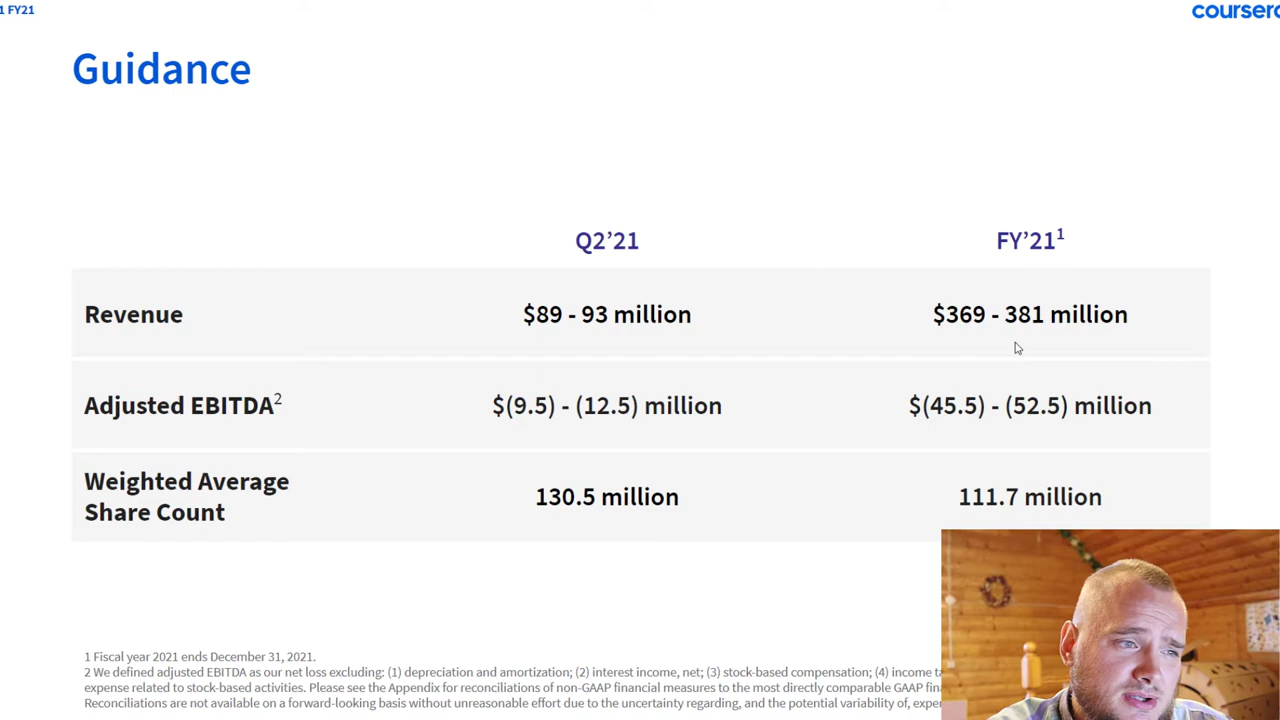 1 FY21
Guidance
Q2’21 FY’21¹
Revenue $89 - 93 million $369 - 381 million
Adjusted EBITDA² $(9.5) - (12.5) million $(45.5) - (52.5) million
Weighted Average
Share Count 130.5 million 111.7 million
1 Fiscal year 2021 ends December 31, 2021.
2 We defined adjusted EBITDA as our net loss excluding: (1) depreciation and amortization; (2) interest income, net; (3) stock-based compensation; (4) income
expense related to stock-based activities. Please see the Appendix for reconciliations of non-GAAP financial measures to the most directly comparable GAAP
Reconciliations are not available on a forward-looking basis without unreasonable effort due to the uncertainty regarding, and the potential variability of,